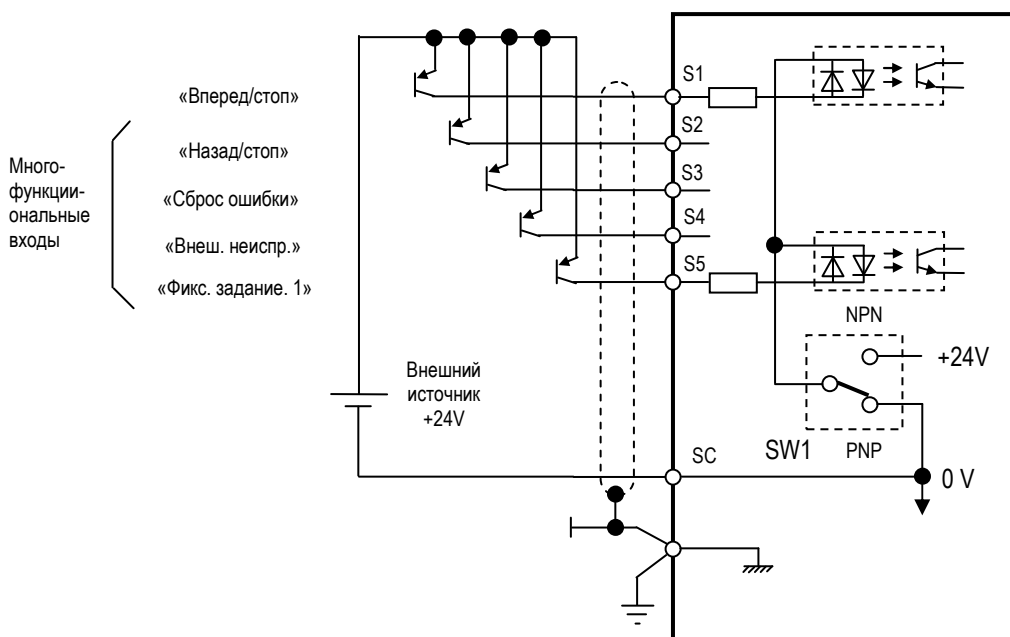 «Вперед/стоп»
Много-
функци-
ональные
входы
«Назад/стоп»
«Сброс ошибки»
«Внеш. неиспр.»
«Фикс. задание. 1»
Внешний
источник
+24V
S1
S2
S3
S4
S5
SC
NPN
+24V
SW1
PNP
0 V